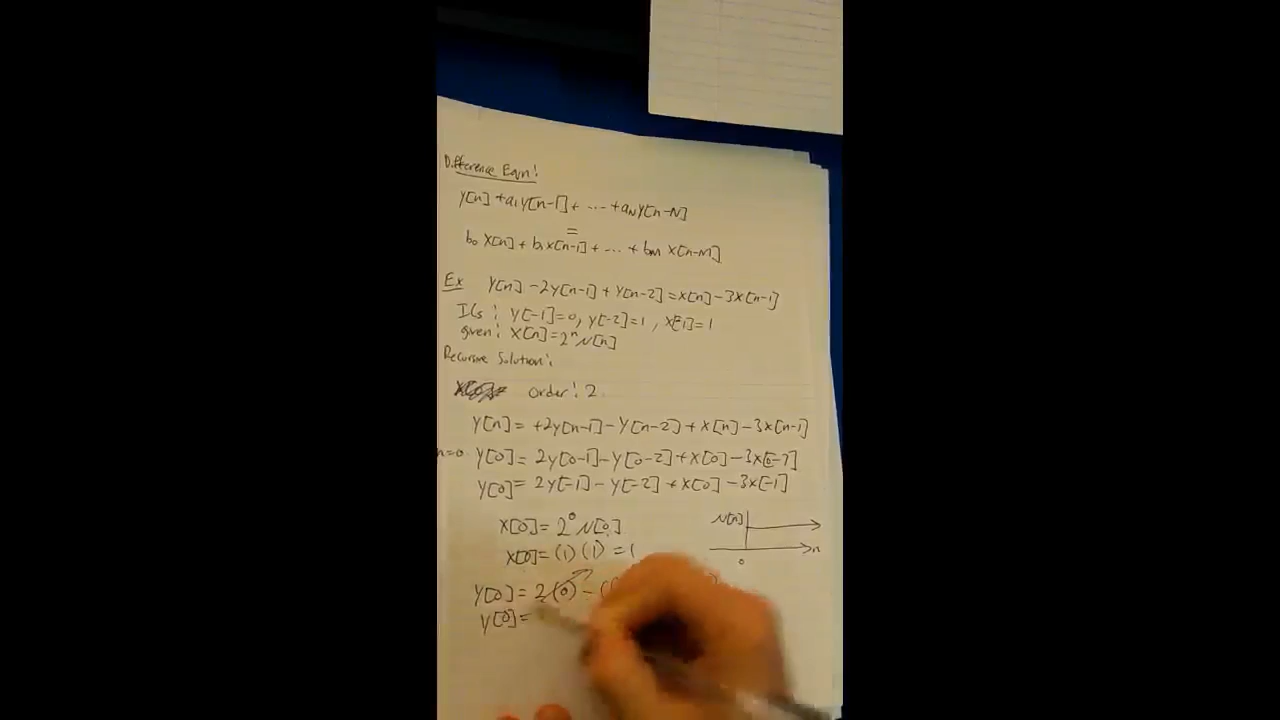 Difference Eqn:
y[n] + a₁y[n-1] + ... + aₙy[n-N]
=
b₀ x[n] + b₁x[n-1] + ... + bₘ x[n-M]
Ex y[n] - 2y[n-1] + y[n-2] = x[n] - 3x[n-1]
ICs: y[-1]=0, y[-2]=1, x[-1]=1
given: x[n]=2ⁿu[n]
Recursive Solution:
order: 2
y[n] = +2y[n-1] - y[n-2] + x[n] - 3x[n-1]
n=0 y[0] = 2y[0-1] - y[0-2] + x[0] - 3x[0-1]
y[0] = 2y[-1] - y[-2] + x[0] - 3x[-1]
u[n]
x[0] = 2⁰ u[0]
n
x[0] = (1)(1) = 1
0
y[0] = 2(0) - (
y[0] =